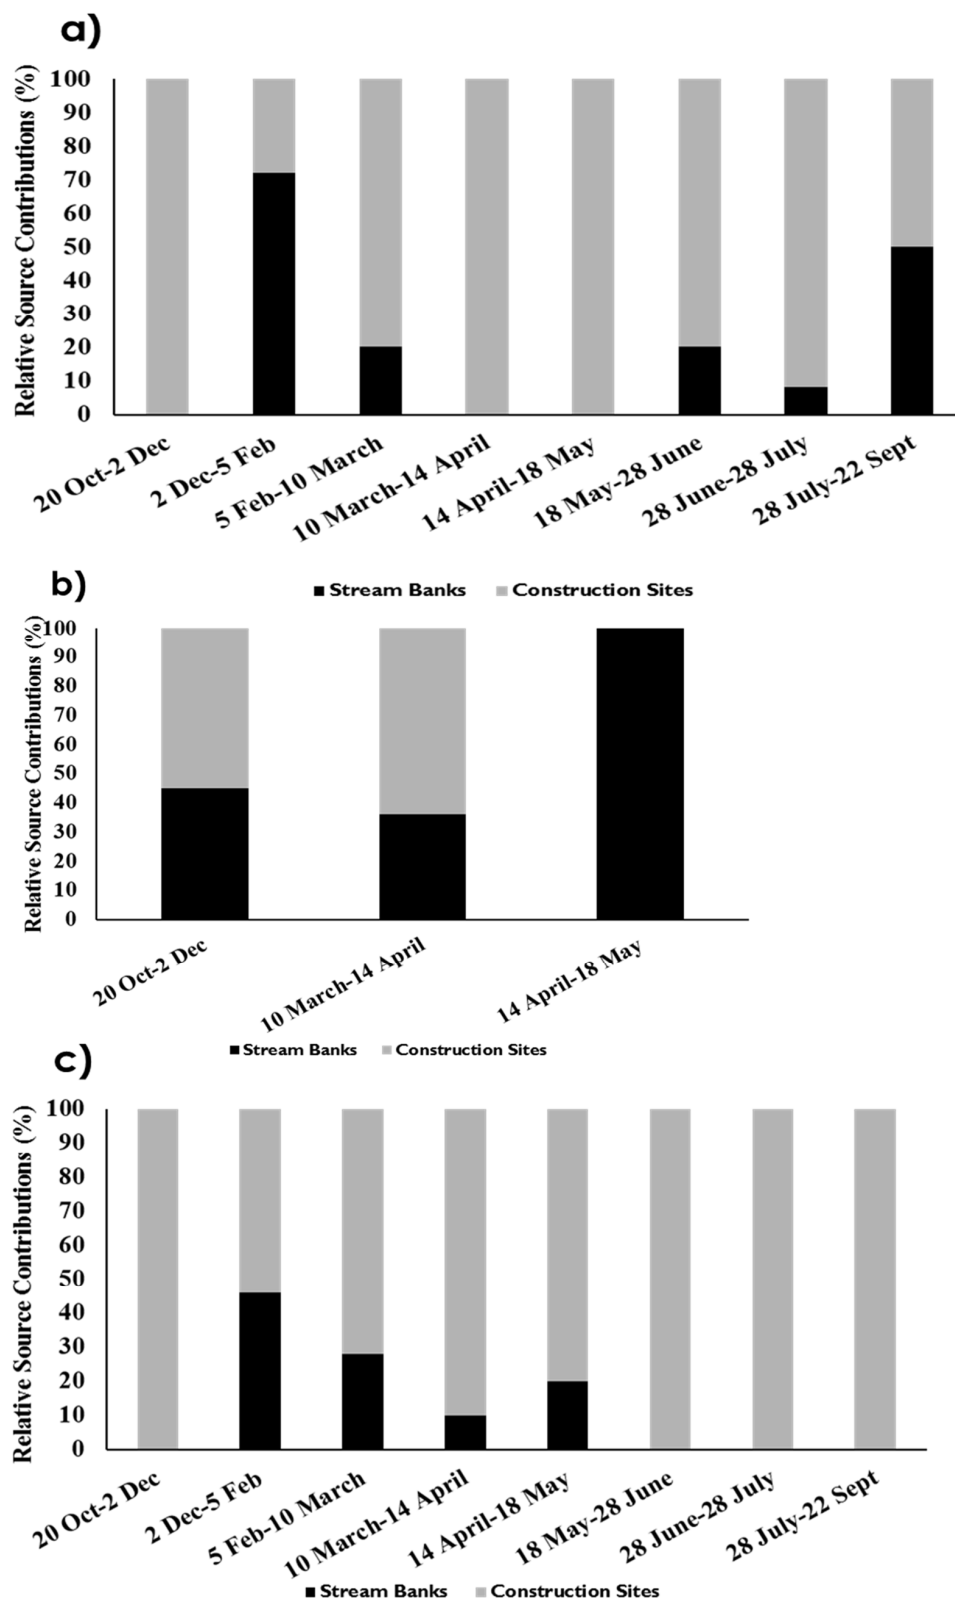 a)
Relative Source Contributions (%)
100
90
80
70
60
50
40
30
20
10
0
20 Oct-2 Dec
2 Dec-5 Feb
5 Feb-10 March
10 March-14 April
14 April-18 May
18 May-28 June
28 June-28 July
28 July-22 Sept
Stream Banks Construction Sites
b)
Relative Source Contributions (%)
100
90
80
70
60
50
40
30
20
10
0
20 Oct-2 Dec
10 March-14 April
14 April-18 May
Stream Banks Construction Sites
c)
Relative Source Contributions (%)
100
90
80
70
60
50
40
30
20
10
0
20 Oct-2 Dec
2 Dec-5 Feb
5 Feb-10 March
10 March-14 April
14 April-18 May
18 May-28 June
28 June-28 July
28 July-22 Sept
Stream Banks Construction Sites